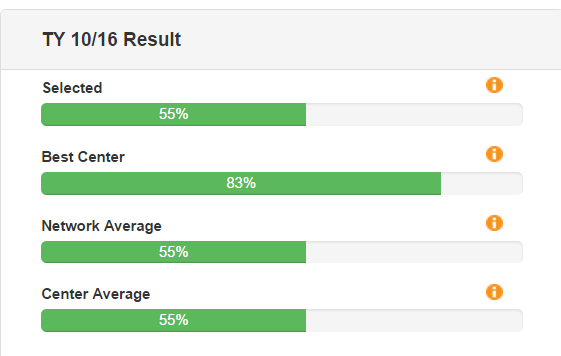 TY 10/16 Result
Selected
55%
Best Center
83%
Network Average
55%
Center Average
55%